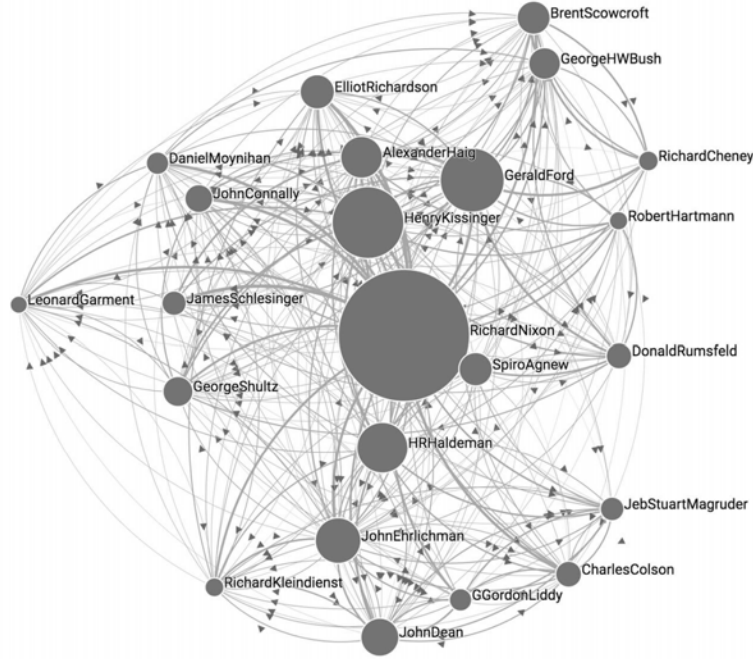 BrentScowcroft
GeorgeHWBush
ElliotRichardson
AlexanderHaig
DanielMoynihan
RichardCheney
GeraldFord
JohnConnally
HenryKissinger
RobertHartmann
LeonardGarment
JamesSchlesinger
RichardNixon
DonaldRumsfeld
SpiroAgnew
GeorgeShultz
HRHaldeman
JebStuartMagruder
JohnEhrlichman
CharlesColson
RichardKleindienst
GGordonLiddy
JohnDean